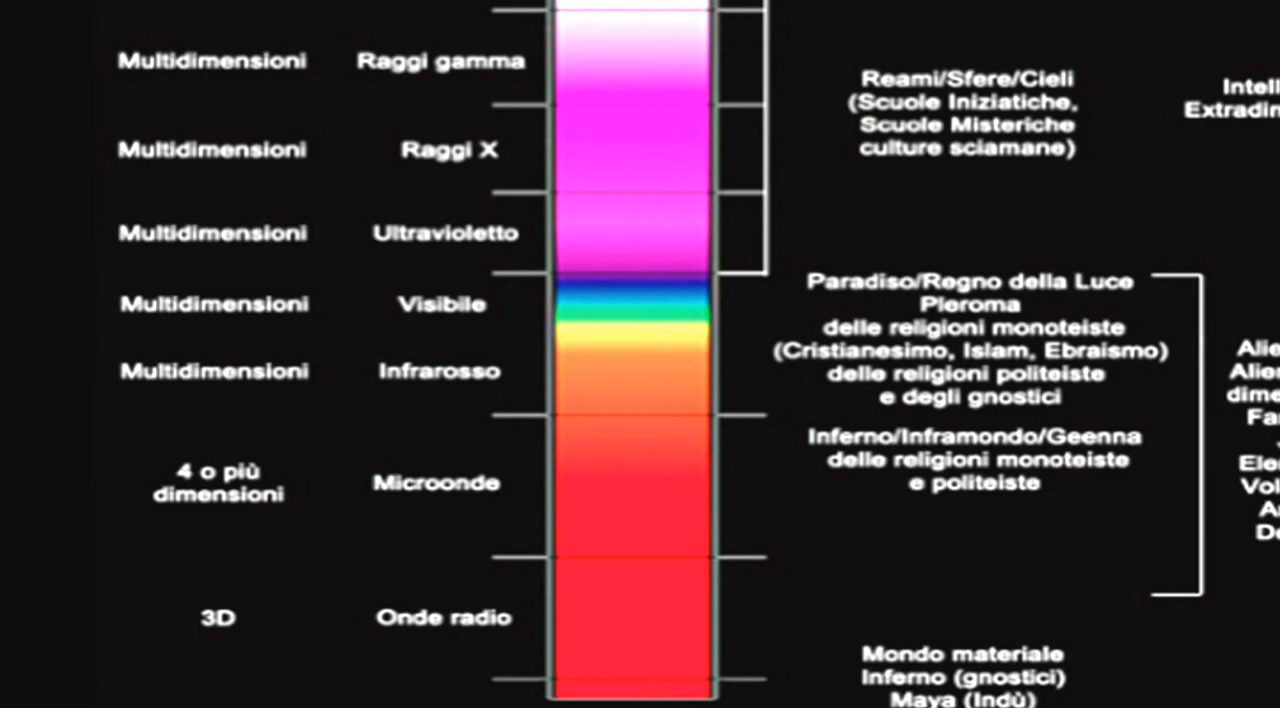 Multidimensioni
Raggi gamma
Multidimensioni
Raggi X
Multidimensioni
Ultravioletto
Multidimensioni
Visibile
Multidimensioni
Infrarosso
4 o più
dimensioni
Microonde
3D
Onde radio
Reami/Sfere/Cieli
(Scuole Iniziatiche,
Scuole Misteriche
culture sciamane)
Paradiso/Regno della Luce
Pleroma
delle religioni monoteiste
(Cristianesimo, Islam, Ebraismo)
delle religioni politeiste
e degli gnostici
Inferno/Inframondo/Geenna
delle religioni monoteiste
e politeiste
Mondo materiale
Inferno (gnostici)
Maya (Indù)